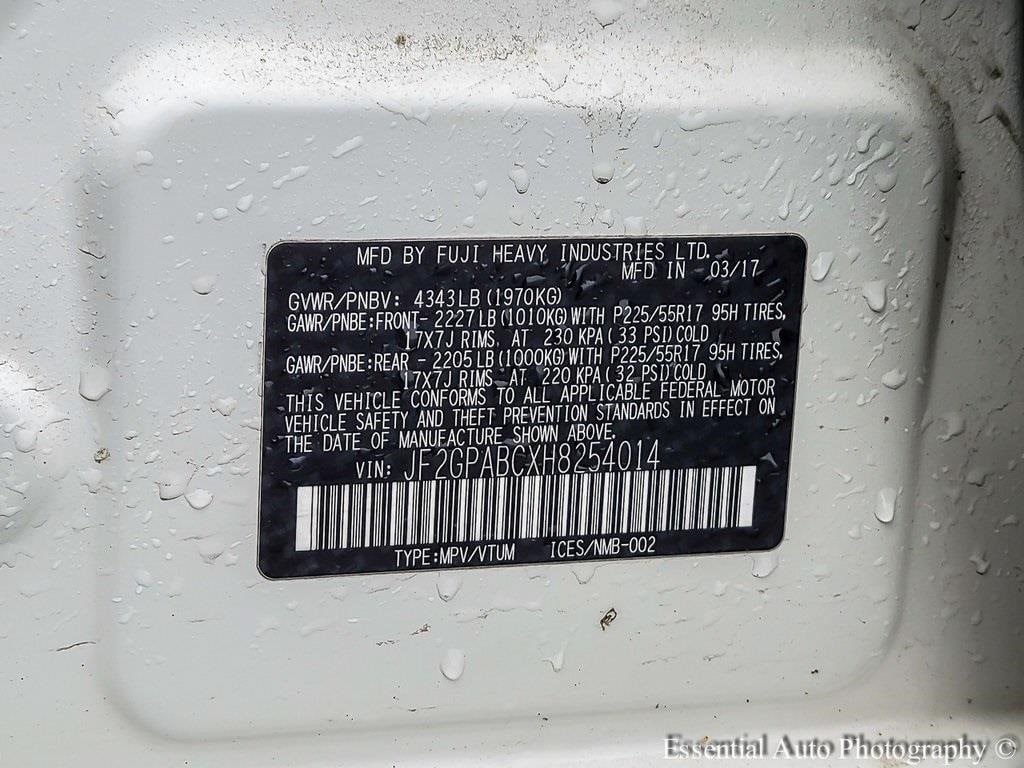 MFD BY FUJI HEAVY INDUSTRIES LTD.
MFD IN 03/17
GVWR/PNBV: 4343LB (1970KG)
GAWR/PNBE:FRONT- 2227LB (1010KG) WITH P225/55R17 95H TIRES,
17X7J RIMS, AT 230 KPA (33 PSI) COLD
GAWR/PNBE:REAR - 2205LB (1000KG) WITH P225/55R17 95H TIRES,
17X7J RIMS, AT 220 KPA (32 PSI) COLD
THIS VEHICLE CONFORMS TO ALL APPLICABLE FEDERAL MOTOR
VEHICLE SAFETY AND THEFT PREVENTION STANDARDS IN EFFECT ON
THE DATE OF MANUFACTURE SHOWN ABOVE.
VIN: JF2GPABCXH8254014
TYPE:MPV/VTUM ICES/NMB-002
Essential Auto Photography ©